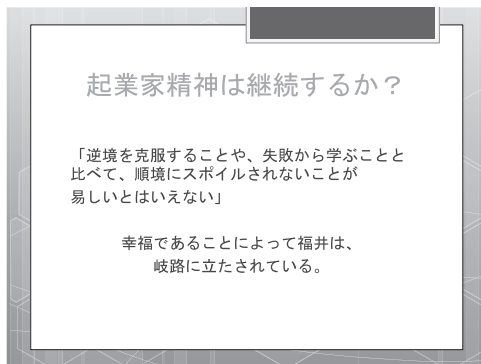 起業家精神は継続するか？
「逆境を克服することや、失敗から学ぶことと
比べて、順境にスポイルされないことが
易しいとはいえない」
幸福であることによって福井は、
岐路に立たされている。